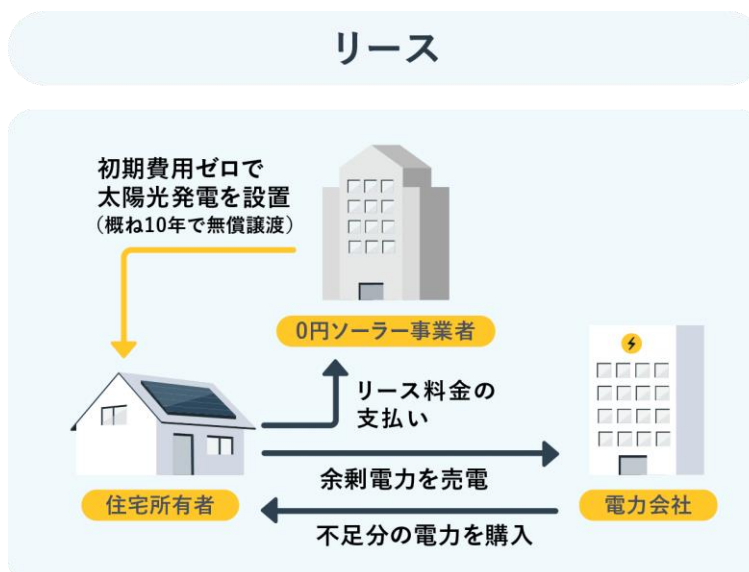 リース
初期費用ゼロで
太陽光発電を設置
（概ね10年で無償譲渡）
0円ソーラー事業者
リース料金の
支払い
余剰電力を売電
住宅所有者
電力会社
不足分の電力を購入